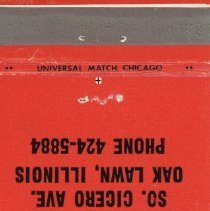 UNIVERSAL MATCH CHICAGO
SO. CICERO AVE.
OAK LAWN, ILLINOIS
PHONE 424-5884